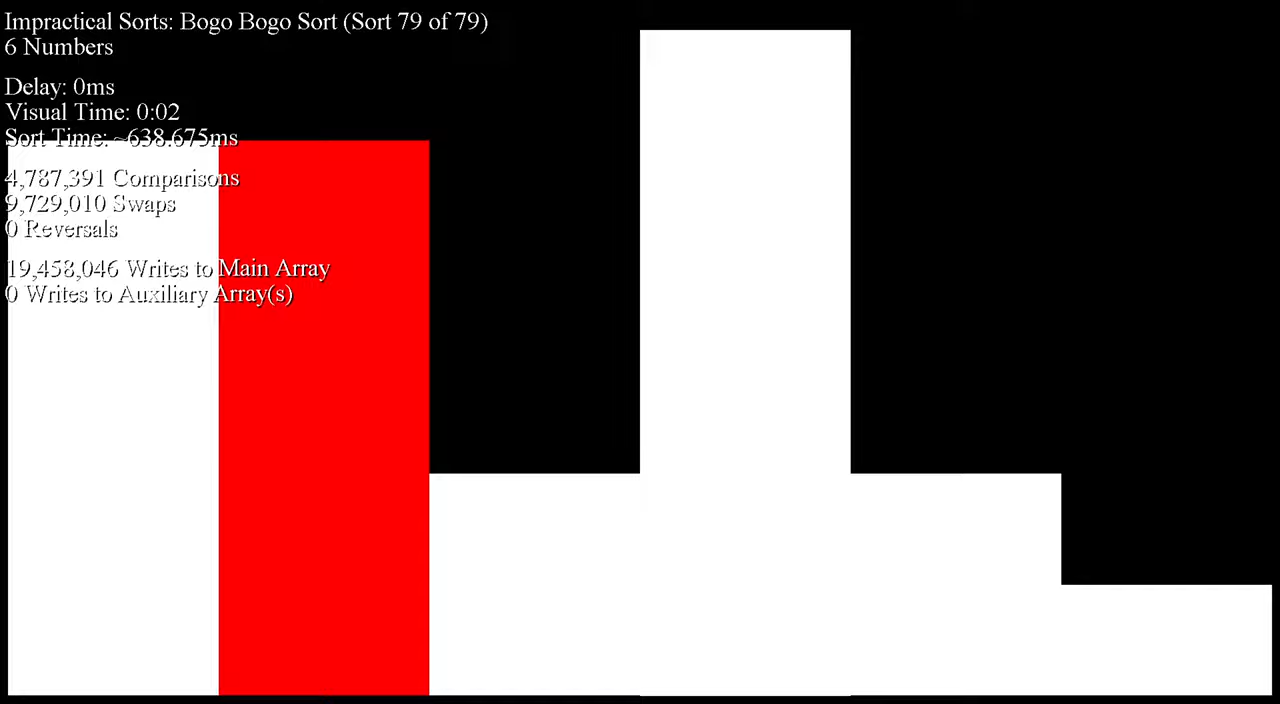 Impractical Sorts: Bogo Bogo Sort (Sort 79 of 79)
6 Numbers
Delay: 0ms
Visual Time: 0:02
Sort Time: ~638.675ms
4,787,391 Comparisons
9,729,010 Swaps
0 Reversals
19,458,046 Writes to Main Array
0 Writes to Auxiliary Array(s)